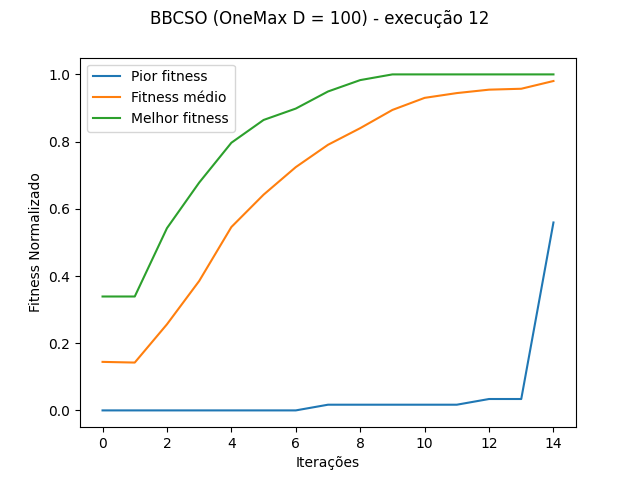 BBCSO (OneMax D = 100) - execução 12
Pior fitness
Fitness médio
Melhor fitness
Fitness Normalizado
1.0
0.8
0.6
0.4
0.2
0.0
0 2 4 6 8 10 12 14
Iterações